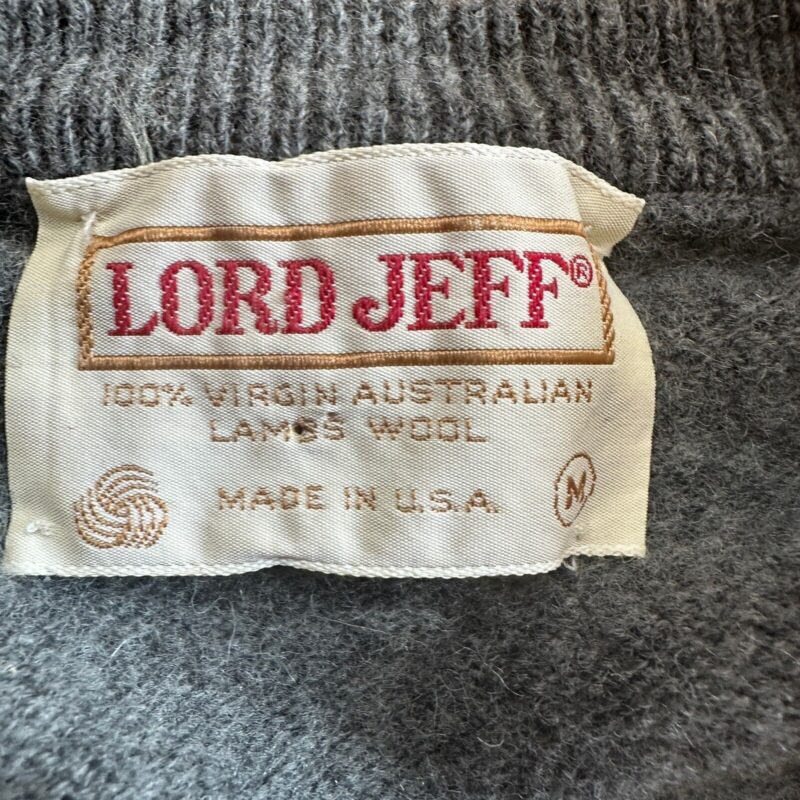 LORD JEFF®
100% VIRGIN AUSTRALIAN
LAMBS WOOL
MADE IN U.S.A.
M